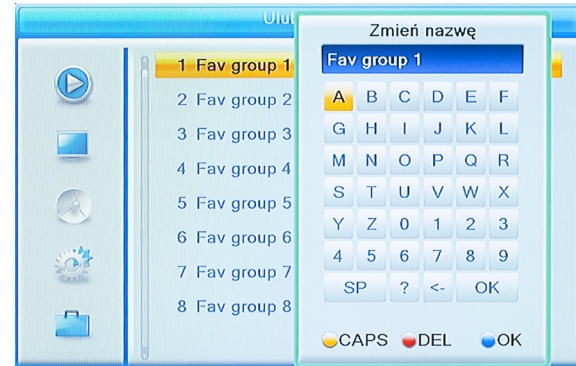 Zmień nazwę
Fav group 1
1 Fav group 1
2 Fav group 2
3 Fav group 3
4 Fav group 4
5 Fav group 5
6 Fav group 6
7 Fav group 7
8 Fav group 8
A B C D E F
G H I J K L
M N O P Q R
S T U V W X
Y Z 0 1 2 3
4 5 6 7 8 9
SP ? <- OK
CAPS DEL OK